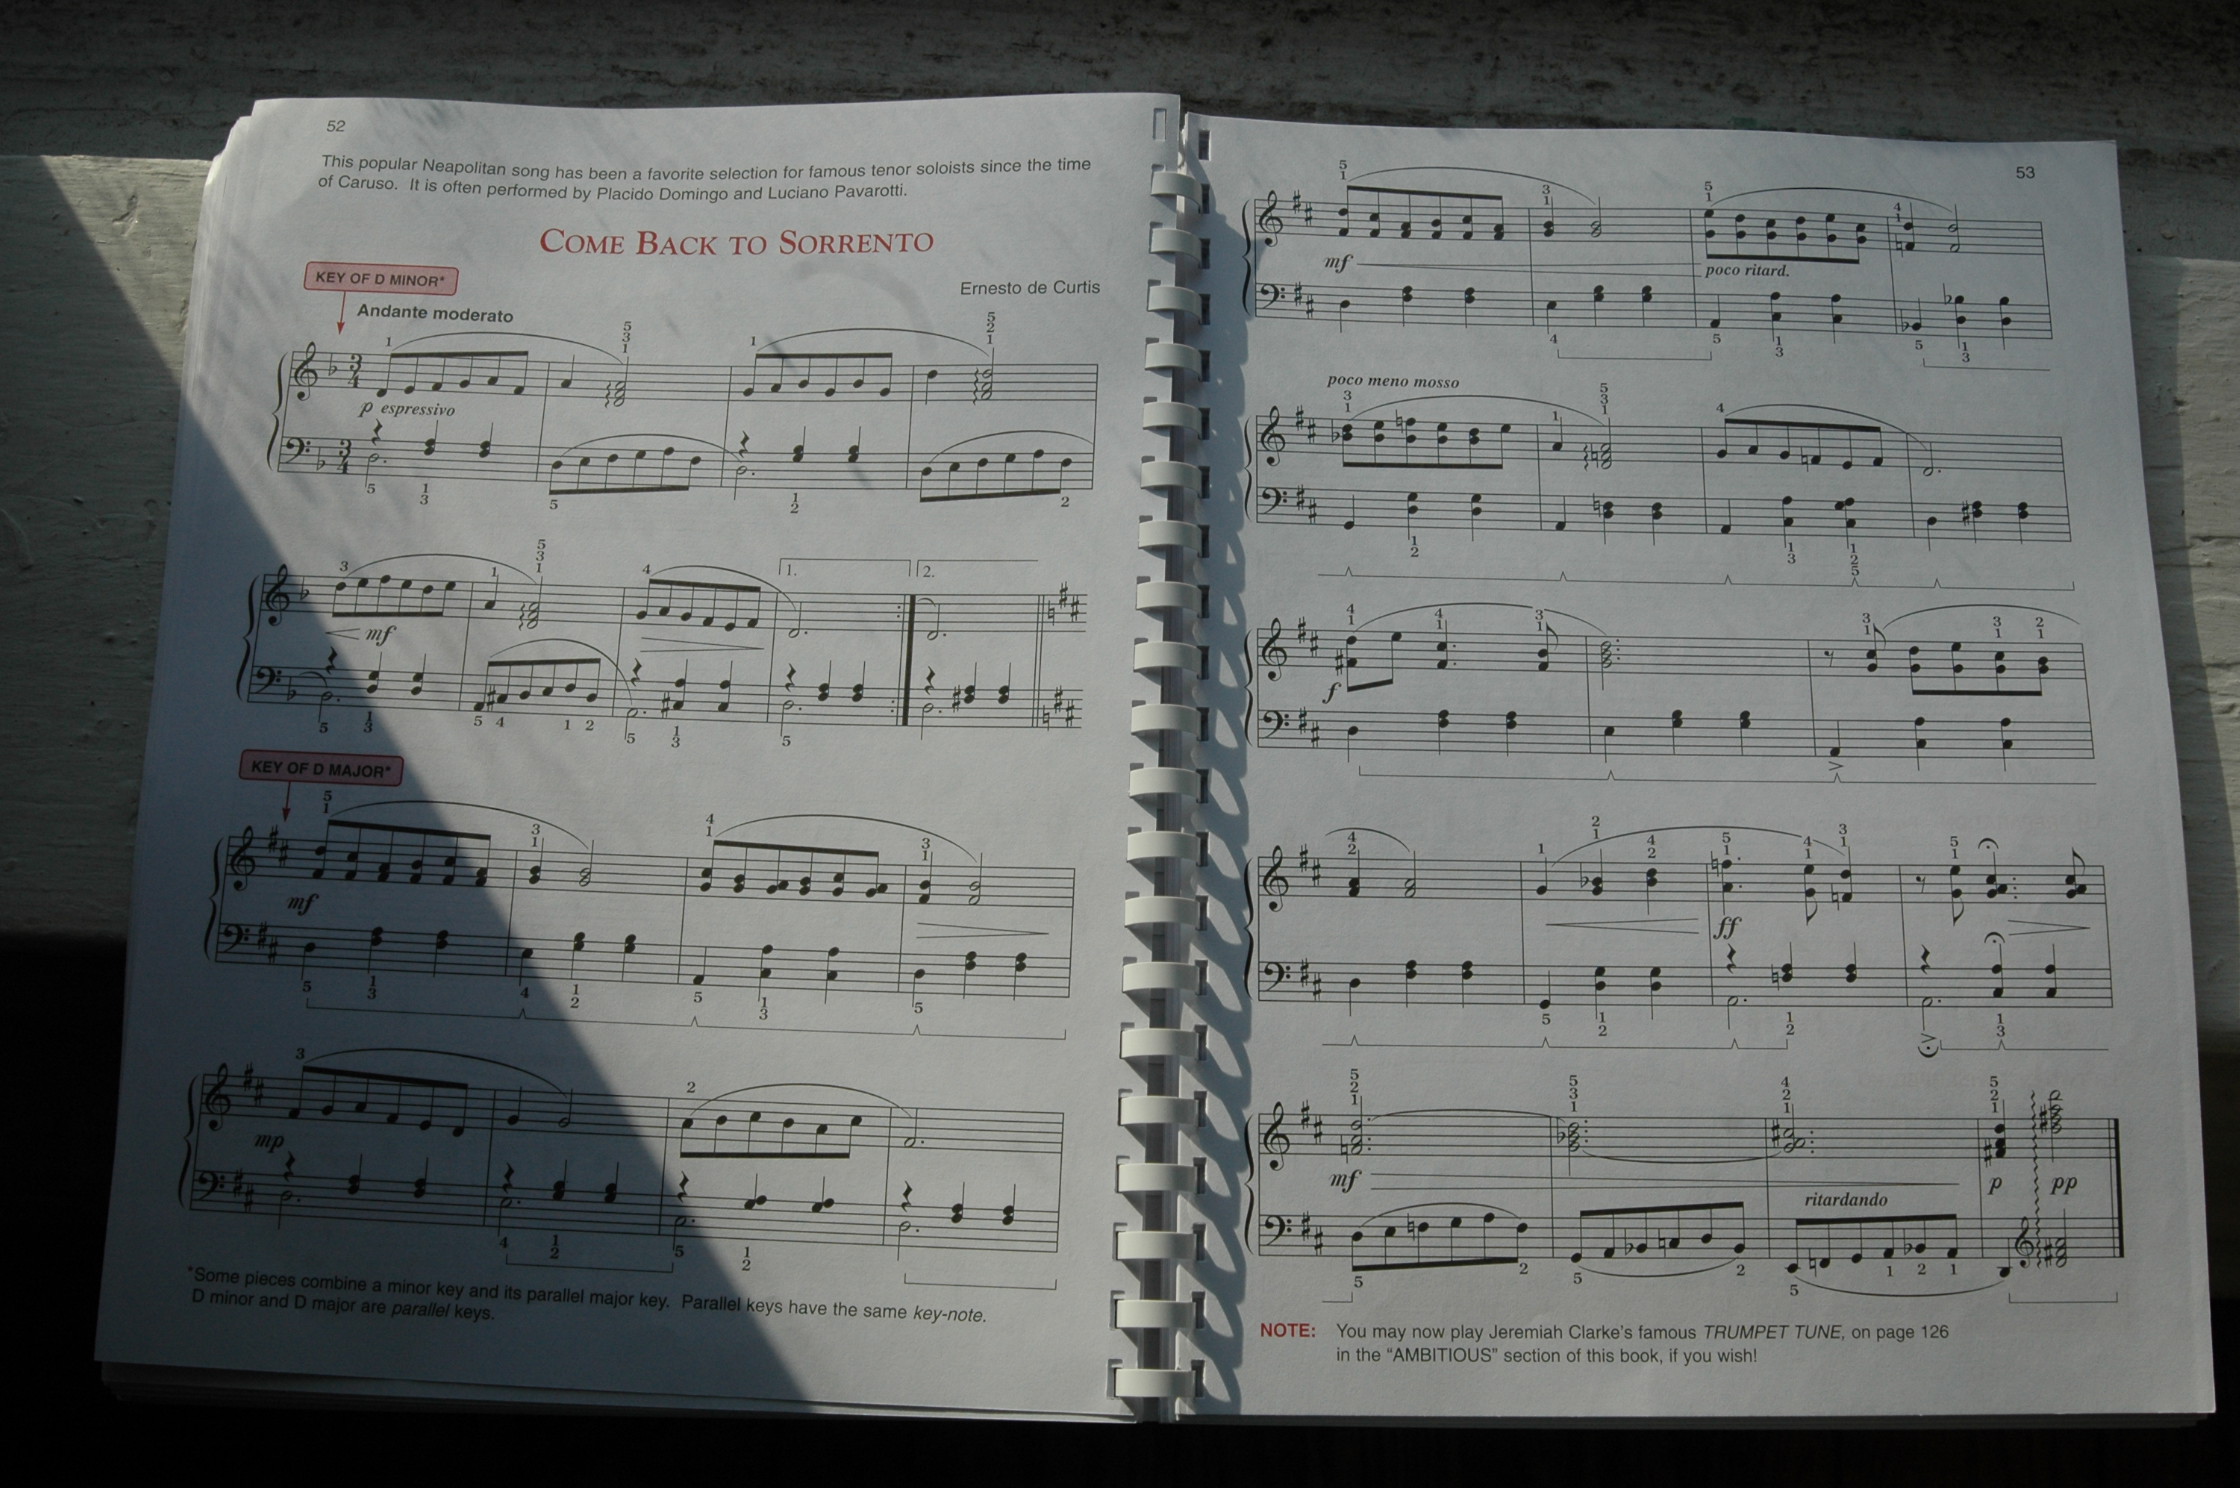 52
This popular Neapolitan song has been a favorite selection for famous tenor soloists since the time
of Caruso. It is often performed by Placido Domingo and Luciano Pavarotti.
COME BACK TO SORRENTO
KEY OF D MINOR*
Ernesto de Curtis
Andante moderato
p espressivo
1. 2.
mf
KEY OF D MAJOR*
mf
mp
*Some pieces combine a minor key and its parallel major key. Parallel keys have the same key-note.
D minor and D major are parallel keys.
53
mf
poco ritard.
poco meno mosso
f
ff
mf
ritardando
p pp
NOTE: You may now play Jeremiah Clarke's famous TRUMPET TUNE, on page 126
in the “AMBITIOUS” section of this book, if you wish!